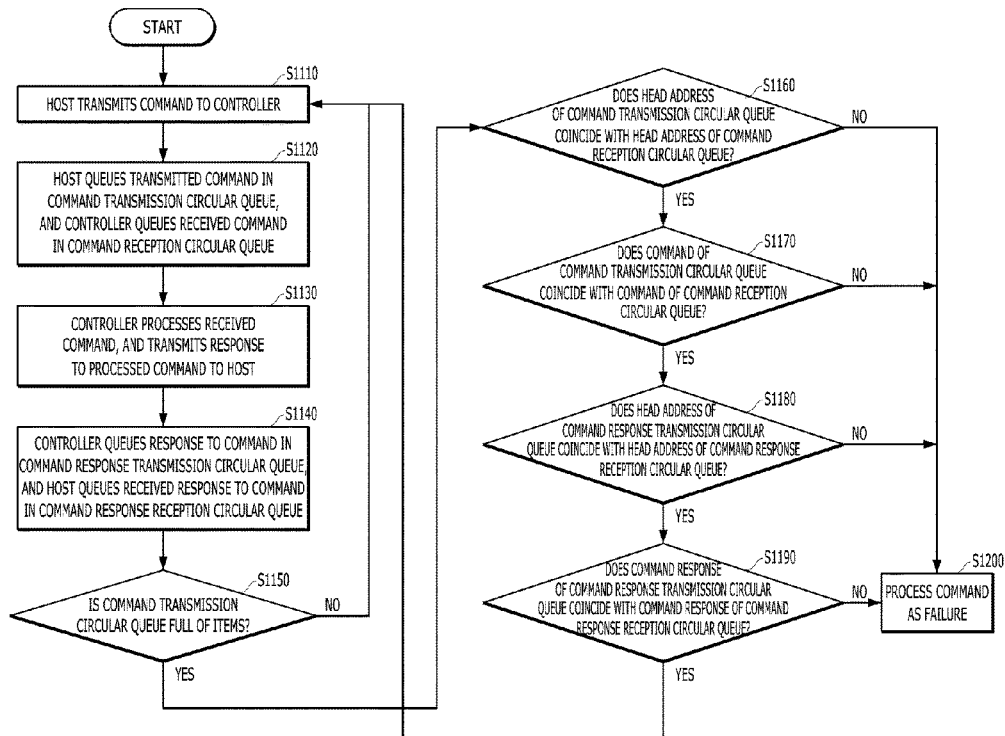 START
S1110
HOST TRANSMITS COMMAND TO CONTROLLER
S1120
HOST QUEUES TRANSMITTED COMMAND IN
COMMAND TRANSMISSION CIRCULAR QUEUE,
AND CONTROLLER QUEUES RECEIVED COMMAND
IN COMMAND RECEPTION CIRCULAR QUEUE
S1130
CONTROLLER PROCESSES RECEIVED
COMMAND, AND TRANSMITS RESPONSE
TO PROCESSED COMMAND TO HOST
S1140
CONTROLLER QUEUES RESPONSE TO COMMAND IN
COMMAND RESPONSE TRANSMISSION CIRCULAR QUEUE,
AND HOST QUEUES RECEIVED RESPONSE TO COMMAND
IN COMMAND RESPONSE RECEPTION CIRCULAR QUEUE
S1150
IS COMMAND TRANSMISSION
CIRCULAR QUEUE FULL OF ITEMS?
NO
YES
S1160
DOES HEAD ADDRESS
OF COMMAND TRANSMISSION CIRCULAR QUEUE
COINCIDE WITH HEAD ADDRESS OF COMMAND
RECEPTION CIRCULAR QUEUE?
NO
YES
S1170
DOES COMMAND OF
COMMAND TRANSMISSION CIRCULAR QUEUE
COINCIDE WITH COMMAND OF COMMAND RECEPTION
CIRCULAR QUEUE?
NO
YES
S1180
DOES HEAD ADDRESS OF
COMMAND RESPONSE TRANSMISSION CIRCULAR
QUEUE COINCIDE WITH HEAD ADDRESS OF COMMAND RESPONSE
RECEPTION CIRCULAR QUEUE?
NO
YES
S1190
DOES COMMAND RESPONSE
OF COMMAND RESPONSE TRANSMISSION CIRCULAR
QUEUE COINCIDE WITH COMMAND RESPONSE OF COMMAND
RESPONSE RECEPTION CIRCULAR QUEUE?
NO
YES
S1200
PROCESS COMMAND
AS FAILURE